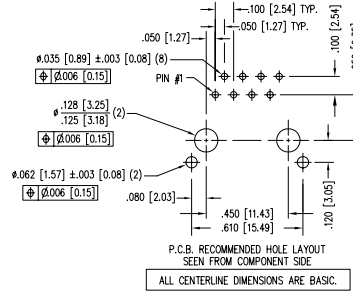 .100 [2.54] TYP.
.050 [1.27]
.050 [1.27] TYP.
.100 [2.54]
ø.035 [0.89] ±.003 [0.08] (8)
⌖ Ø.006 [0.15]
PIN #1
ø.128 [3.25] (2)
.125 [3.18]
⌖ Ø.006 [0.15]
ø.062 [1.57] ±.003 [0.08] (2)
⌖ Ø.006 [0.15]
.080 [2.03]
.450 [11.43]
.610 [15.49]
.120 [3.05]
P.C.B. RECOMMENDED HOLE LAYOUT
SEEN FROM COMPONENT SIDE
ALL CENTERLINE DIMENSIONS ARE BASIC.